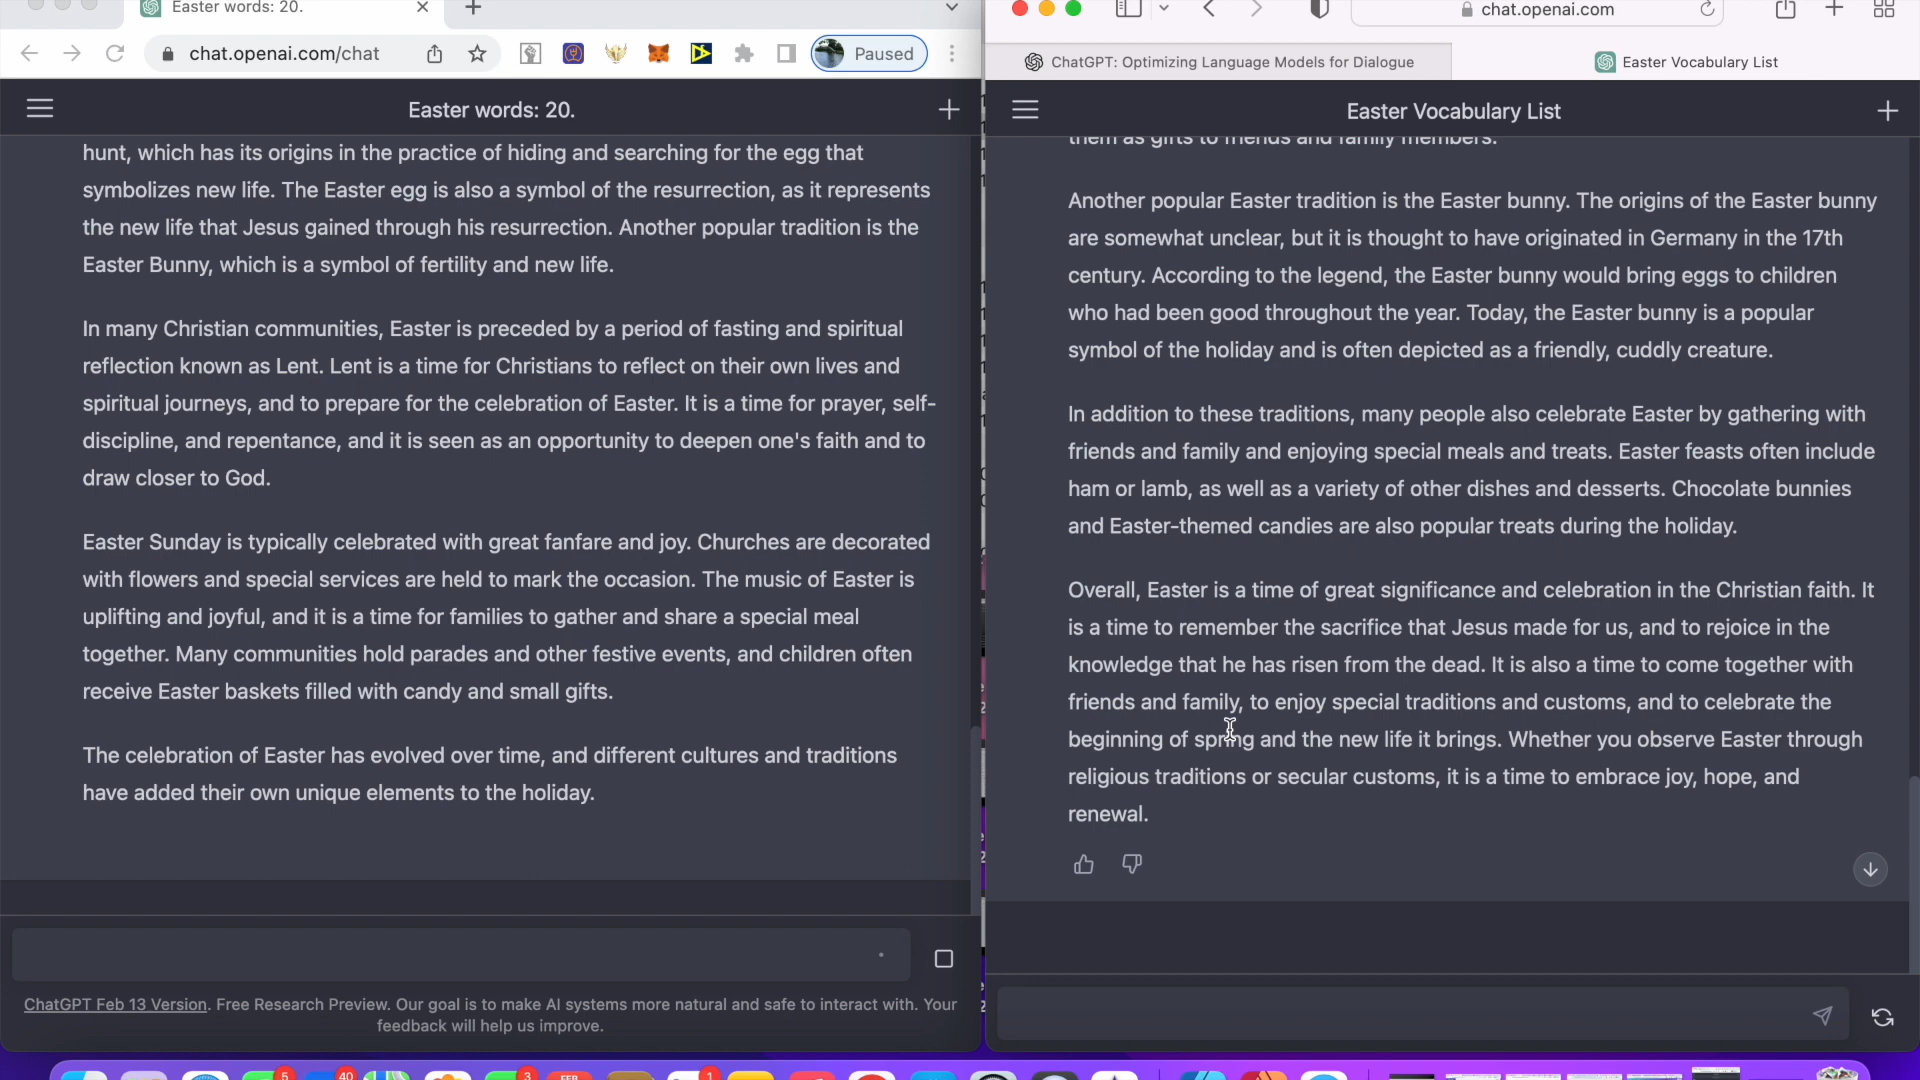 Easter words: 20.
chat.openai.com/chat
Paused
Easter words: 20.
hunt, which has its origins in the practice of hiding and searching for the egg that
symbolizes new life. The Easter egg is also a symbol of the resurrection, as it represents
the new life that Jesus gained through his resurrection. Another popular tradition is the
Easter Bunny, which is a symbol of fertility and new life.
In many Christian communities, Easter is preceded by a period of fasting and spiritual
reflection known as Lent. Lent is a time for Christians to reflect on their own lives and
spiritual journeys, and to prepare for the celebration of Easter. It is a time for prayer, self-
discipline, and repentance, and it is seen as an opportunity to deepen one's faith and to
draw closer to God.
Easter Sunday is typically celebrated with great fanfare and joy. Churches are decorated
with flowers and special services are held to mark the occasion. The music of Easter is
uplifting and joyful, and it is a time for families to gather and share a special meal
together. Many communities hold parades and other festive events, and children often
receive Easter baskets filled with candy and small gifts.
The celebration of Easter has evolved over time, and different cultures and traditions
have added their own unique elements to the holiday.
ChatGPT Feb 13 Version. Free Research Preview. Our goal is to make AI systems more natural and safe to interact with. Your
feedback will help us improve.
chat.openai.com
ChatGPT: Optimizing Language Models for Dialogue
Easter Vocabulary List
Easter Vocabulary List
them as gifts to friends and family members.
Another popular Easter tradition is the Easter bunny. The origins of the Easter bunny
are somewhat unclear, but it is thought to have originated in Germany in the 17th
century. According to the legend, the Easter bunny would bring eggs to children
who had been good throughout the year. Today, the Easter bunny is a popular
symbol of the holiday and is often depicted as a friendly, cuddly creature.
In addition to these traditions, many people also celebrate Easter by gathering with
friends and family and enjoying special meals and treats. Easter feasts often include
ham or lamb, as well as a variety of other dishes and desserts. Chocolate bunnies
and Easter-themed candies are also popular treats during the holiday.
Overall, Easter is a time of great significance and celebration in the Christian faith. It
is a time to remember the sacrifice that Jesus made for us, and to rejoice in the
knowledge that he has risen from the dead. It is also a time to come together with
friends and family, to enjoy special traditions and customs, and to celebrate the
beginning of spring and the new life it brings. Whether you observe Easter through
religious traditions or secular customs, it is a time to embrace joy, hope, and
renewal.
5
40
3
FEB
1